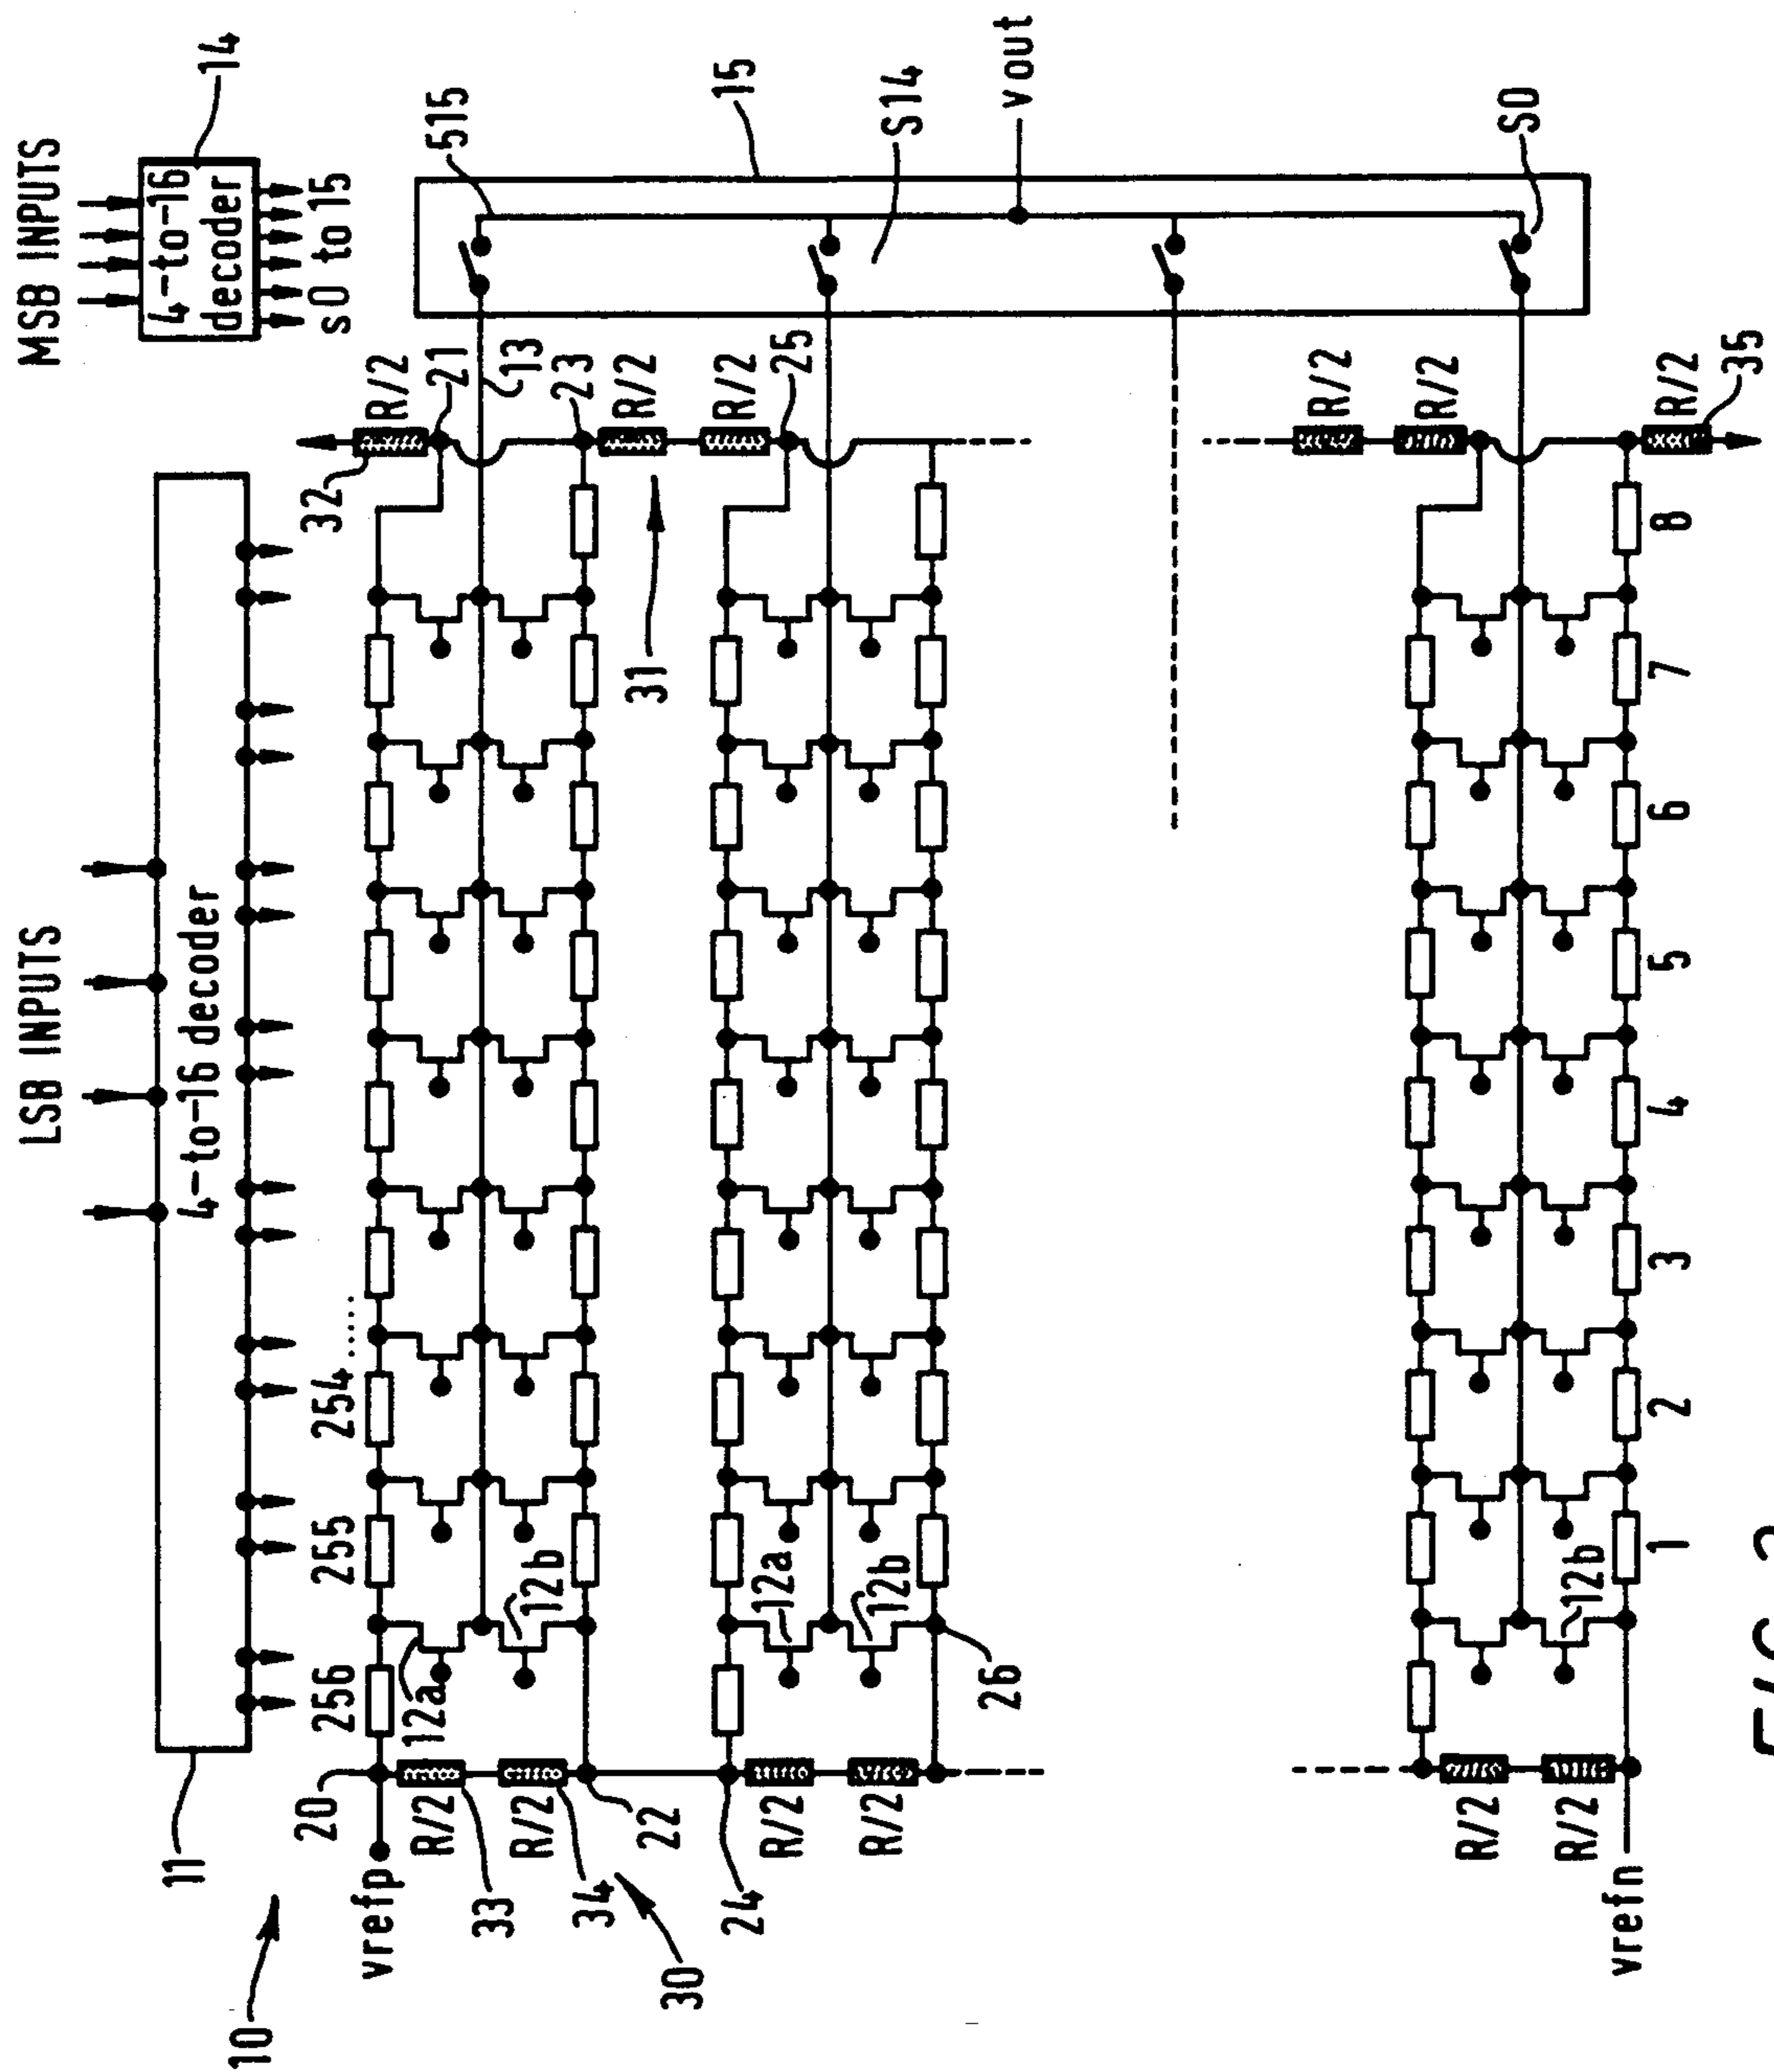 10
11
LSB INPUTS
4-to-16 decoder
MSB INPUTS
4-to-16
decoder
14
s0 to 15
20
256
255
254 .....
32
R/2
21
vrefp
12a
13
515
15
33
R/2
12b
23
34
R/2
22
31
R/2
R/2
25
S14
30
24
12a
vout
R/2
12b
R/2
26
R/2
R/2
R/2
12b
S0
R/2
vrefn
1
2
3
4
5
6
7
8
R/2
35